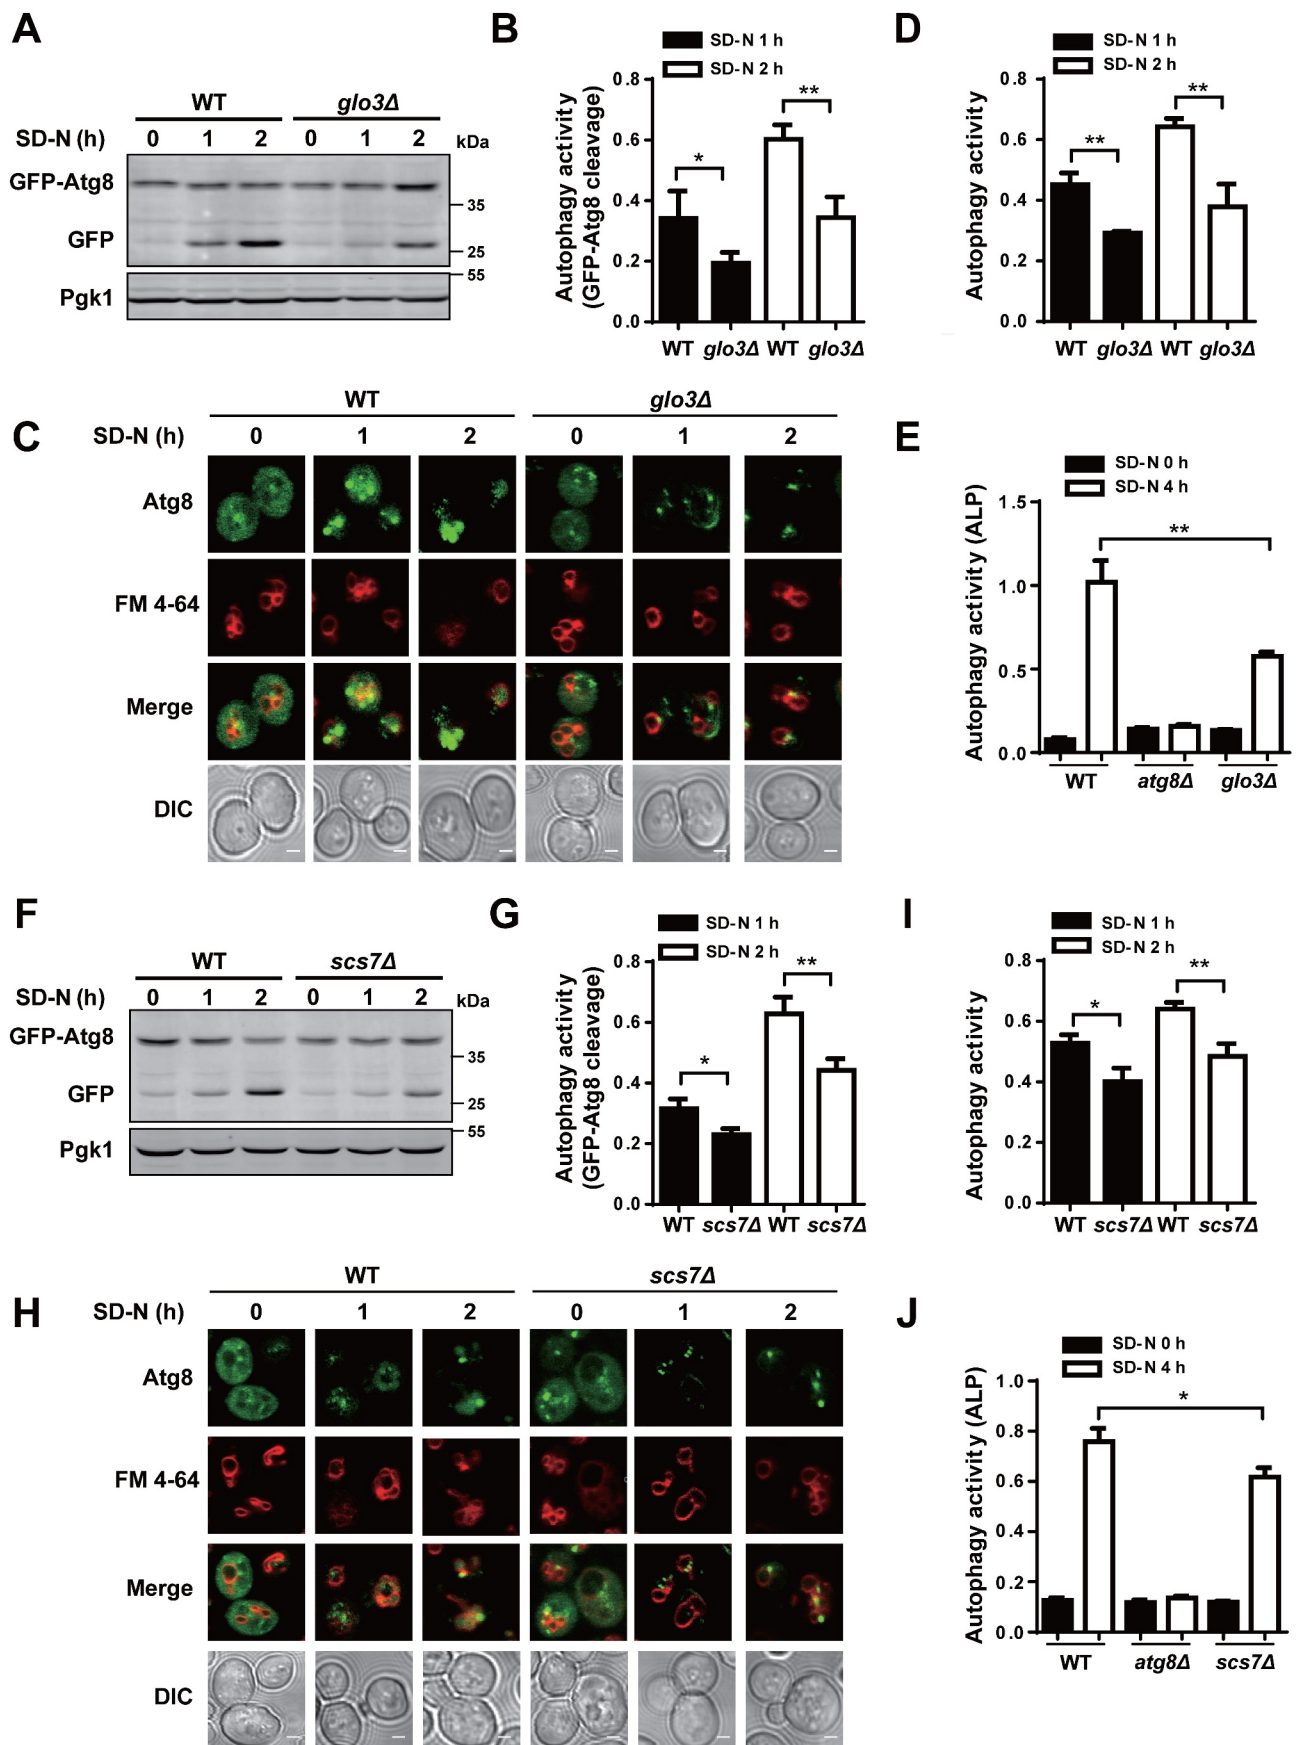 A
WT glo3Δ
SD-N (h) 0 1 2 0 1 2 kDa
GFP-Atg8
35
GFP
25
55
Pgk1
B
SD-N 1 h
SD-N 2 h
Autophagy activity
(GFP-Atg8 cleavage)
0.8
0.6
0.4
0.2
0.0
*
**
WT glo3Δ WT glo3Δ
D
SD-N 1 h
SD-N 2 h
Autophagy activity
0.8
0.6
0.4
0.2
0.0
**
**
WT glo3Δ WT glo3Δ
C
WT glo3Δ
SD-N (h) 0 1 2 0 1 2
Atg8
FM 4-64
Merge
DIC
E
SD-N 0 h
SD-N 4 h
Autophagy activity (ALP)
1.5
1.0
0.5
0.0
**
WT atg8Δ glo3Δ
F
WT scs7Δ
SD-N (h) 0 1 2 0 1 2 kDa
GFP-Atg8
35
GFP
25
55
Pgk1
G
SD-N 1 h
SD-N 2 h
Autophagy activity
(GFP-Atg8 cleavage)
0.8
0.6
0.4
0.2
0.0
*
**
WT scs7Δ WT scs7Δ
I
SD-N 1 h
SD-N 2 h
Autophagy activity
0.8
0.6
0.4
0.2
0.0
*
**
WT scs7Δ WT scs7Δ
H
WT scs7Δ
SD-N (h) 0 1 2 0 1 2
Atg8
FM 4-64
Merge
DIC
J
SD-N 0 h
SD-N 4 h
Autophagy activity (ALP)
1.0
0.8
0.6
0.4
0.2
0.0
*
WT atg8Δ scs7Δ